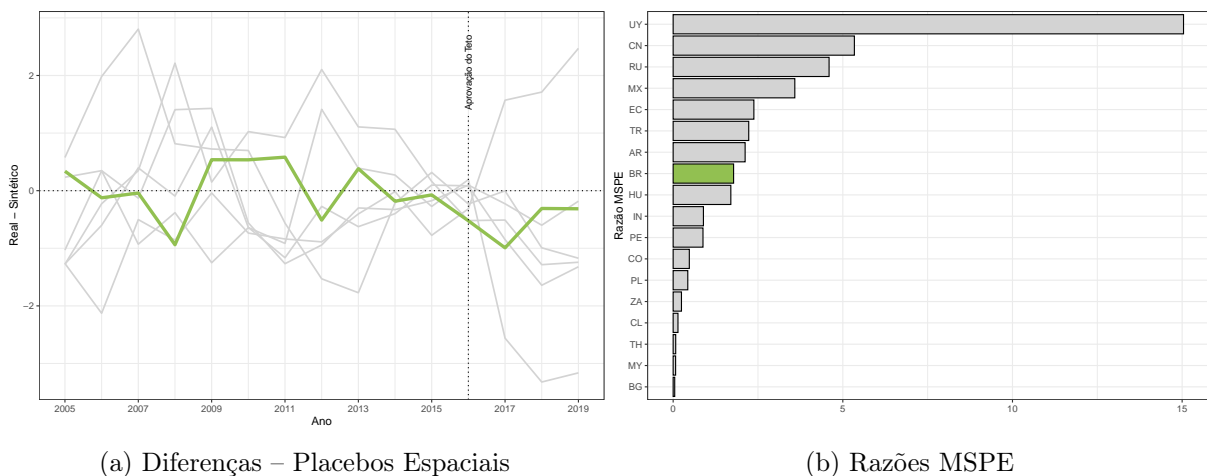 Real − Sintético
2
0
−2
Aprovação do Teto
2005
2007
2009
2011
2013
2015
2017
2019
Ano
Razão MSPE
UY
CN
RU
MX
EC
TR
AR
BR
HU
IN
PE
CO
PL
ZA
CL
TH
MY
BG
0
5
10
15
(a) Diferenças – Placebos Espaciais
(b) Razões MSPE